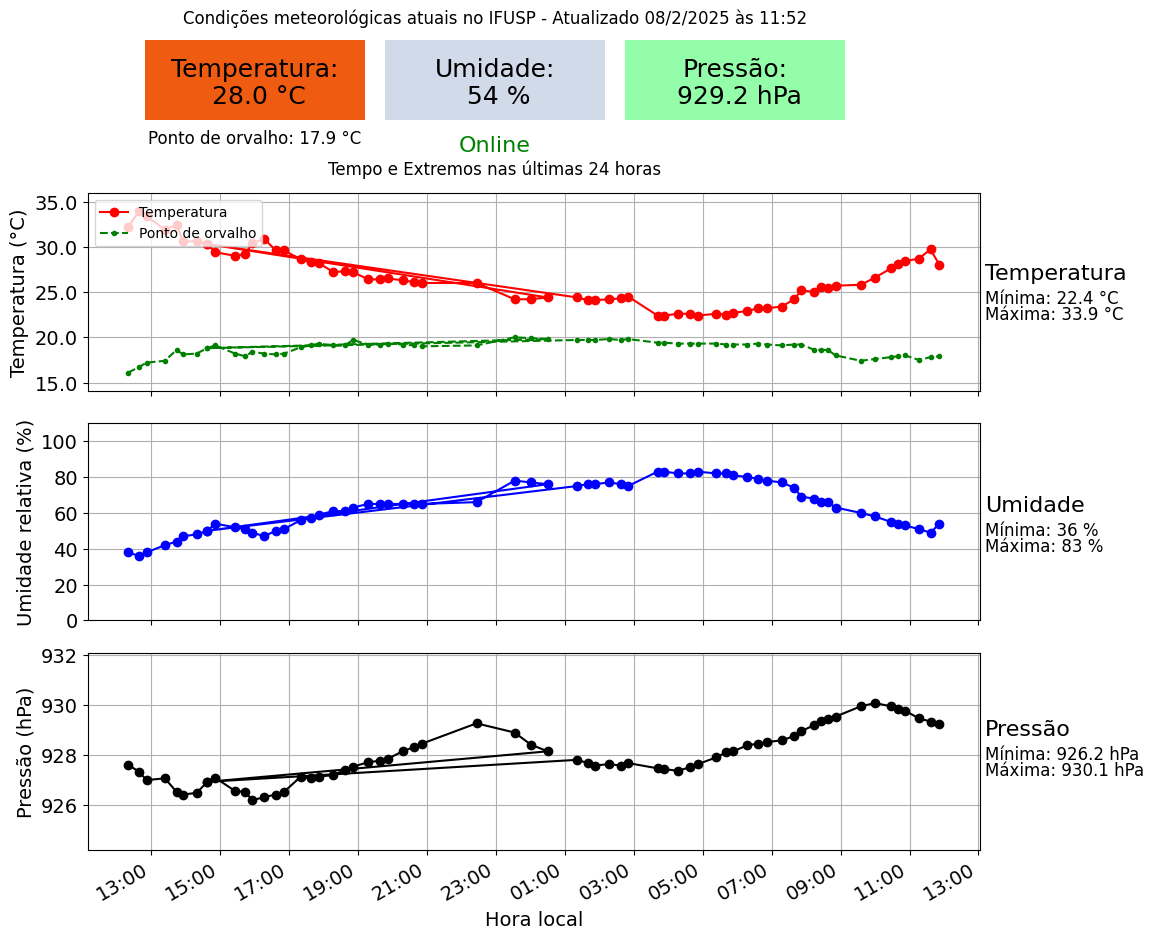 Condições meteorológicas atuais no IFUSP - Atualizado 08/2/2025 às 11:52
Temperatura:
28.0 °C
Umidade:
54 %
Pressão:
929.2 hPa
Ponto de orvalho: 17.9 °C
Online
Tempo e Extremos nas últimas 24 horas
Temperatura (°C)
35.0
30.0
25.0
20.0
15.0
Temperatura
Ponto de orvalho
Temperatura
Mínima: 22.4 °C
Máxima: 33.9 °C
Umidade relativa (%)
100
80
60
40
20
0
Umidade
Mínima: 36 %
Máxima: 83 %
Pressão (hPa)
932
930
928
926
Pressão
Mínima: 926.2 hPa
Máxima: 930.1 hPa
13:00 15:00 17:00 19:00 21:00 23:00 01:00 03:00 05:00 07:00 09:00 11:00 13:00
Hora local